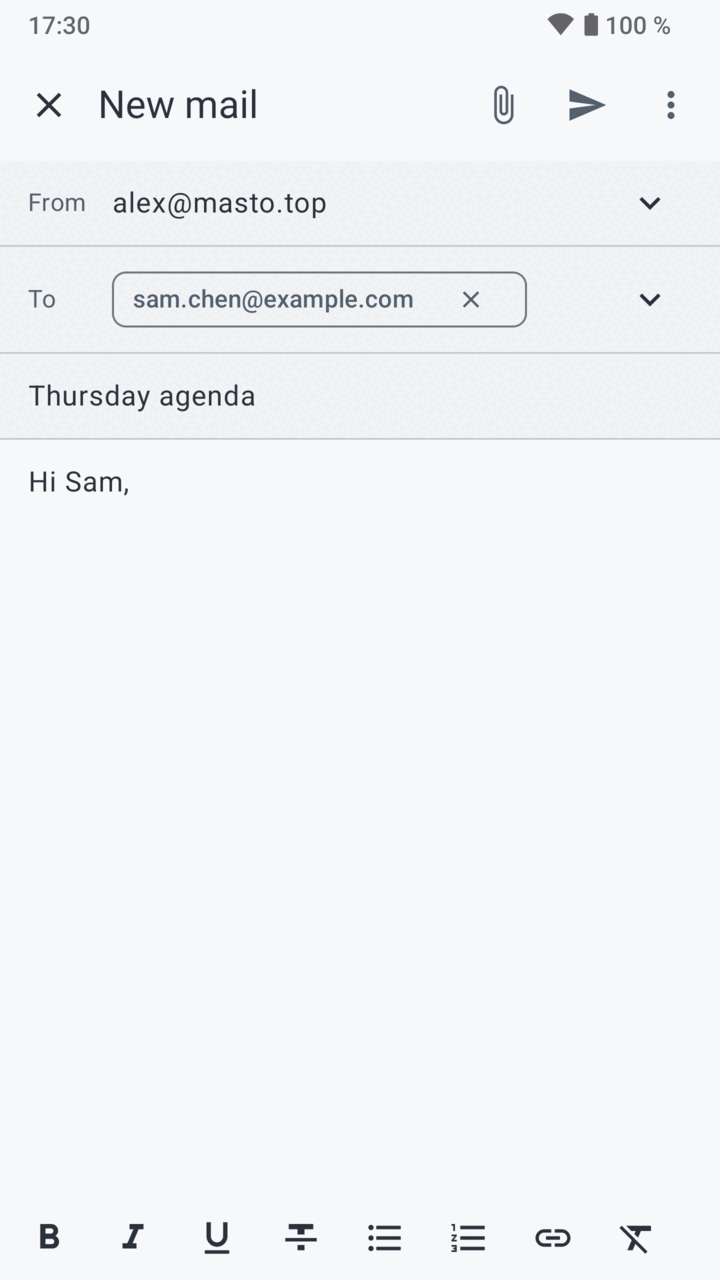 17:30 100 %
New mail
From alex@masto.top
To sam.chen@example.com
Thursday agenda
Hi Sam,
B I U T